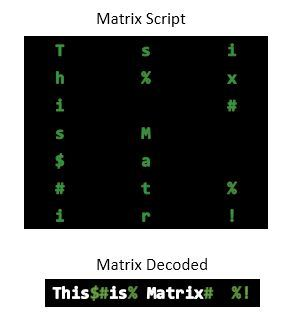 Matrix Script
T s i
h % x
i #
s M
$ a
# t %
i r !
Matrix Decoded
This$#is% Matrix#  %!